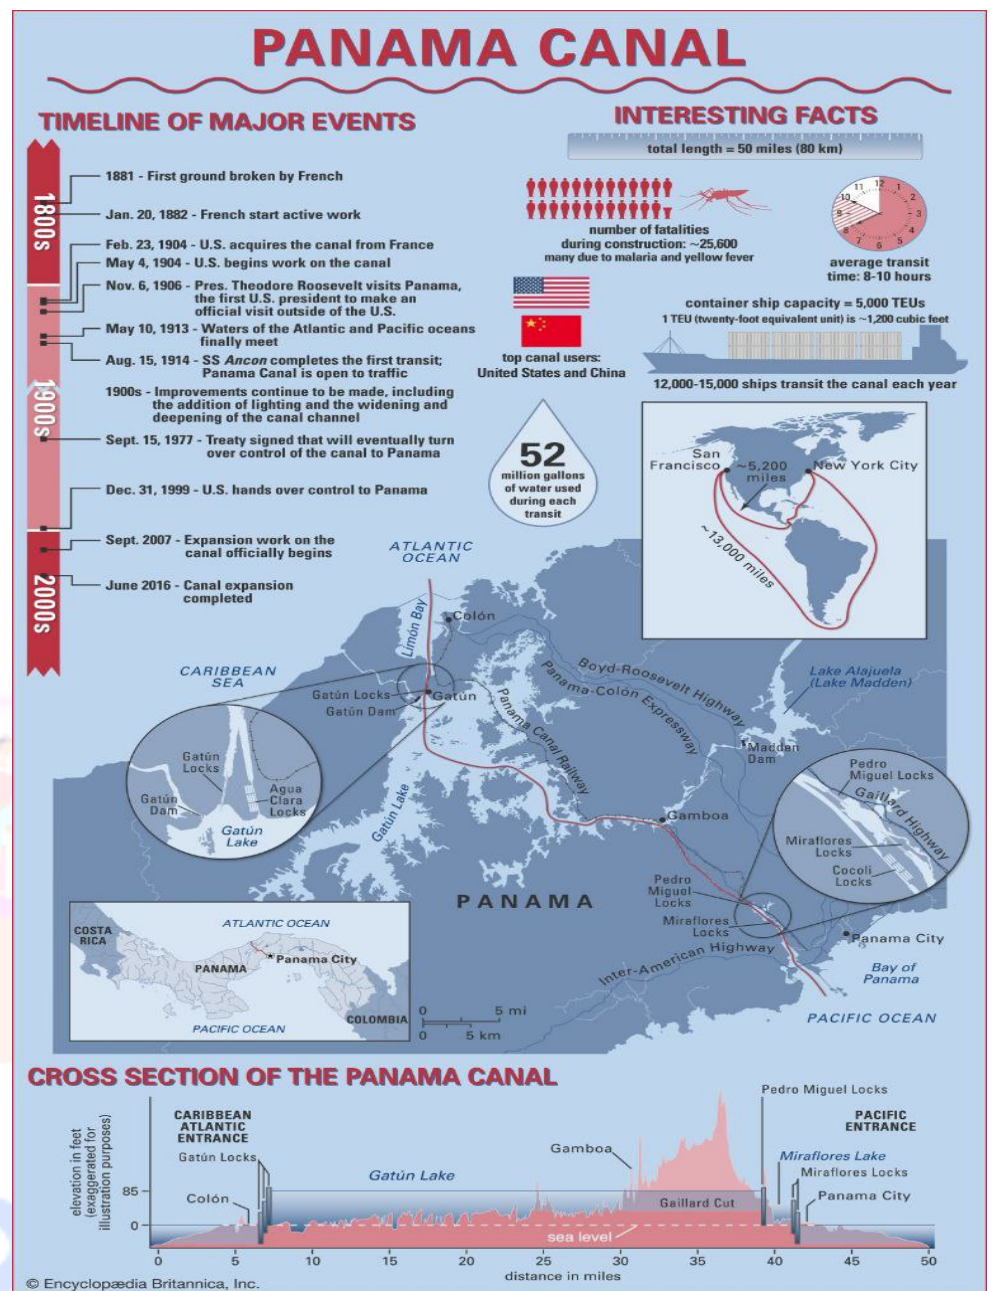 PANAMA CANAL
TIMELINE OF MAJOR EVENTS
1800s
1900s
2000s
1881 - First ground broken by French
Jan. 20, 1882 - French start active work
Feb. 23, 1904 - U.S. acquires the canal from France
May 4, 1904 - U.S. begins work on the canal
Nov. 6, 1906 - Pres. Theodore Roosevelt visits Panama,
the first U.S. president to make an
official visit outside of the U.S.
May 10, 1913 - Waters of the Atlantic and Pacific oceans
finally meet
Aug. 15, 1914 - SS Ancon completes the first transit;
Panama Canal is open to traffic
1900s - Improvements continue to be made, including
the addition of lighting and the widening and
deepening of the canal channel
Sept. 15, 1977 - Treaty signed that will eventually turn
over control of the canal to Panama
Dec. 31, 1999 - U.S. hands over control to Panama
Sept. 2007 - Expansion work on the
canal officially begins
June 2016 - Canal expansion
completed
INTERESTING FACTS
total length = 50 miles (80 km)
number of fatalities
during construction: ~25,600
many due to malaria and yellow fever
12
1
2
3
4
5
6
7
8
9
10
11
average transit
time: 8-10 hours
top canal users:
United States and China
container ship capacity = 5,000 TEUs
1 TEU (twenty-foot equivalent unit) is ~1,200 cubic feet
12,000-15,000 ships transit the canal each year
52
million gallons
of water used
during each
transit
San
Francisco
~5,200
miles
New York City
~13,000 miles
ATLANTIC
OCEAN
Limón Bay
Colón
CARIBBEAN
SEA
Gatún Locks
Gatún Dam
Gatún
Boyd-Roosevelt Highway
Panama-Colón Expressway
Panama Canal Railway
Lake Alajuela
(Lake Madden)
Madden
Dam
Gatún
Locks
Gatún
Dam
Agua
Clara
Locks
Gatún
Lake
Gatún Lake
Gamboa
Pedro
Miguel Locks
Gaillard Highway
Miraflores
Locks
Cocoli
Locks
Pedro
Miguel
Locks
Miraflores
Locks
PANAMA
Inter-American Highway
Panama City
Bay of
Panama
PACIFIC OCEAN
COSTA
RICA
ATLANTIC OCEAN
PANAMA
Panama City
COLOMBIA
PACIFIC OCEAN
0 5 mi
0 5 km
CROSS SECTION OF THE PANAMA CANAL
elevation in feet
(exaggerated for
illustration purposes)
85
0
CARIBBEAN
ATLANTIC
ENTRANCE
Gatún Locks
Colón
Gatún Lake
Gamboa
Gaillard Cut
sea level
Pedro Miguel Locks
PACIFIC
ENTRANCE
Miraflores Lake
Miraflores Locks
Panama City
0 5 10 15 20 25 30 35 40 45 50
distance in miles
© Encyclopædia Britannica, Inc.